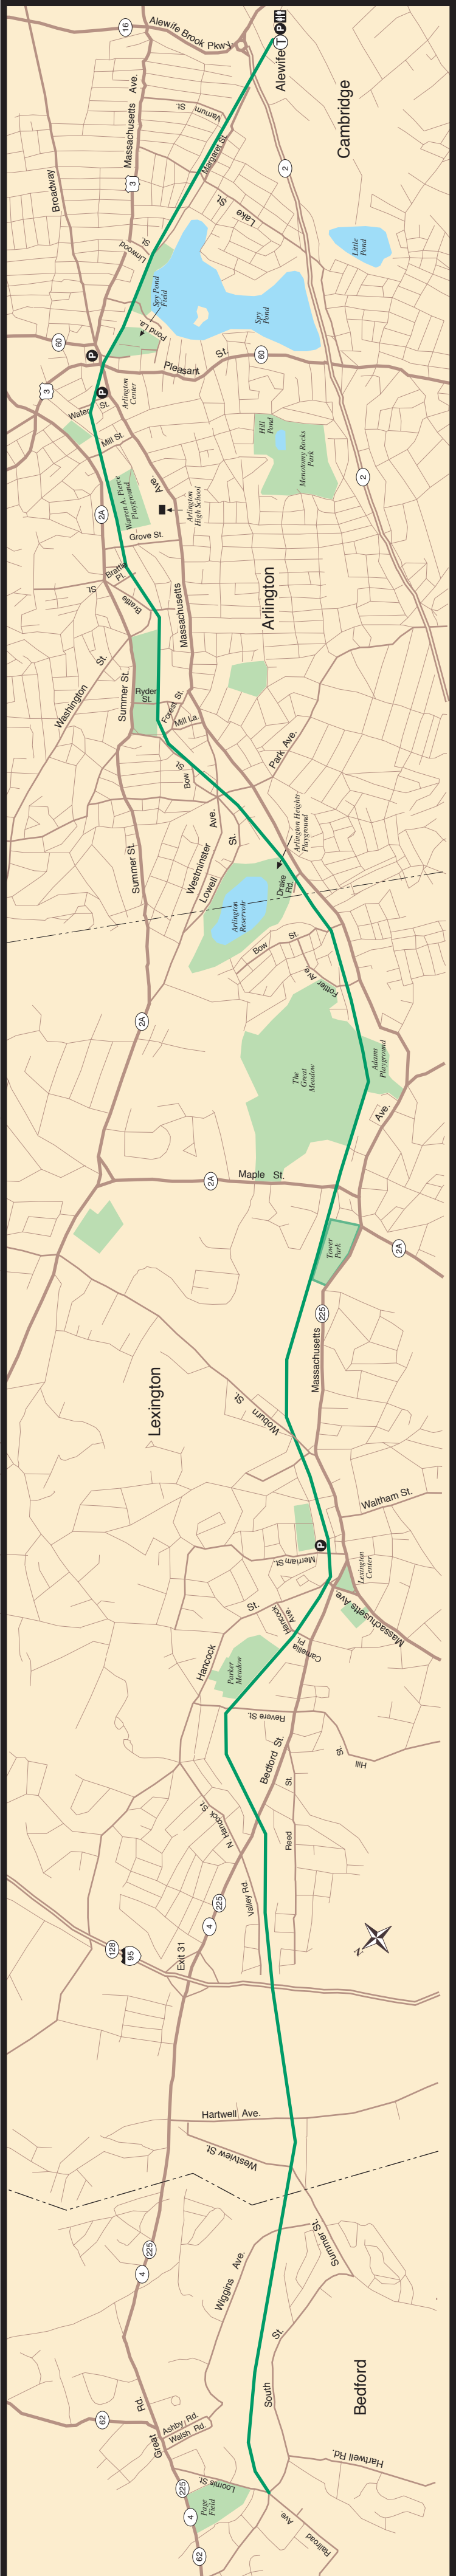 16
Alewife Brook Pkwy.
P
T
Alewife
Cambridge
Massachusetts Ave.
3
Broadway
Varnum
St.
Margaret St.
2
Lake
St.
Linwood
St.
Little
Pond
Spy Pond
Field
Spy
Pond
Pond La.
60
P
Pleasant St.
60
3
P
Arlington
Center
Water St.
Mill St.
Hill
Pond
Menotomy Rocks
Park
2
Warren A. Pierce
Playground
Ave.
Arlington
High School
2A
Grove St.
Brattle
Pl.
St.
Brattle
Massachusetts
Arlington
Washington St.
Summer St.
Ryder
St.
Forest St.
Mill La.
Park Ave.
St.
Bow
Ave.
St.
Westminster
Lowell
Summer St.
Arlington Heights
Playground
Drake
Rd.
Arlington
Reservoir
Bow
St.
Fottler Ave.
2A
The
Great
Meadow
Adams
Playground
Ave.
Maple St.
2A
Tower
Park
2A
225
Massachusetts
Lexington
St.
Woburn
Waltham St.
P
Merriam St.
Lexington
Center
Massachusetts Ave.
St.
Hancock
Hancock
Ave.
Camellia
Pl.
Parker
Meadow
Revere St.
Bedford St.
St.
Hill
St.
Reed
N. Hancock St.
Valley Rd.
225
4
Exit 31
128
95
N
Hartwell Ave.
Westview St.
225
4
Wiggins Ave.
Summer St.
St.
South
Bedford
62
Rd.
Great
Ashby Rd.
Walsh Rd.
Hartwell Rd.
Loomis St.
225
4
Page
Field
62
Ave.
Railroad